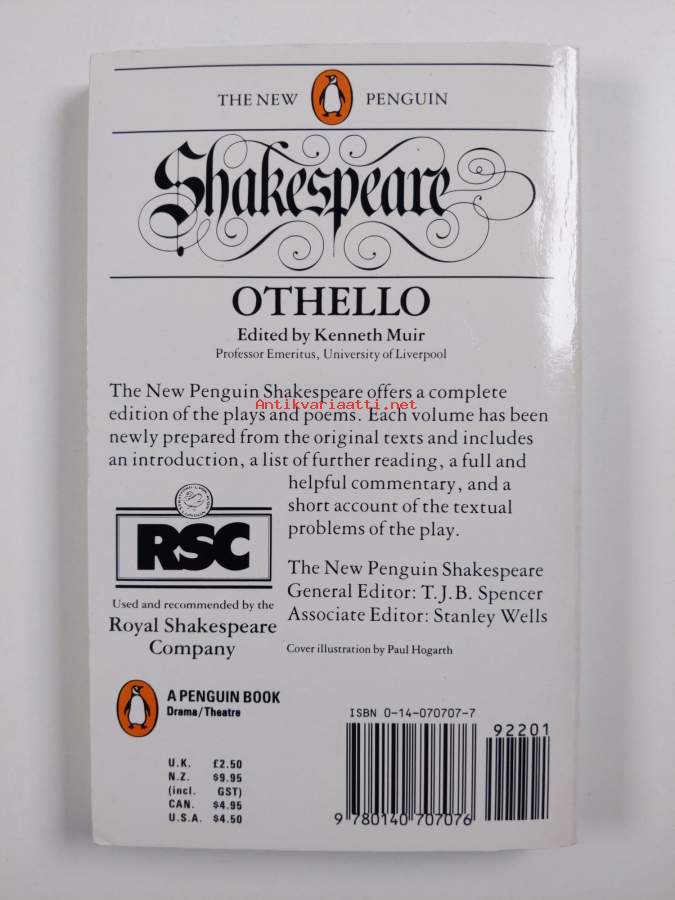 THE NEW PENGUIN
Shakespeare
OTHELLO
Edited by Kenneth Muir
Professor Emeritus, University of Liverpool
The New Penguin Shakespeare offers a complete
Antikvariaatti.net
edition of the plays and poems. Each volume has been
newly prepared from the original texts and includes
an introduction, a list of further reading, a full and
helpful commentary, and a
short account of the textual
problems of the play.
RSC
Used and recommended by the
Royal Shakespeare
Company
The New Penguin Shakespeare
General Editor: T.J.B. Spencer
Associate Editor: Stanley Wells
Cover illustration by Paul Hogarth
A PENGUIN BOOK
Drama/Theatre
U.K. £2.50
N.Z. $9.95
(incl. GST)
CAN. $4.95
U.S.A. $4.50
ISBN 0-14-070707-7
92201
9 780140 707076